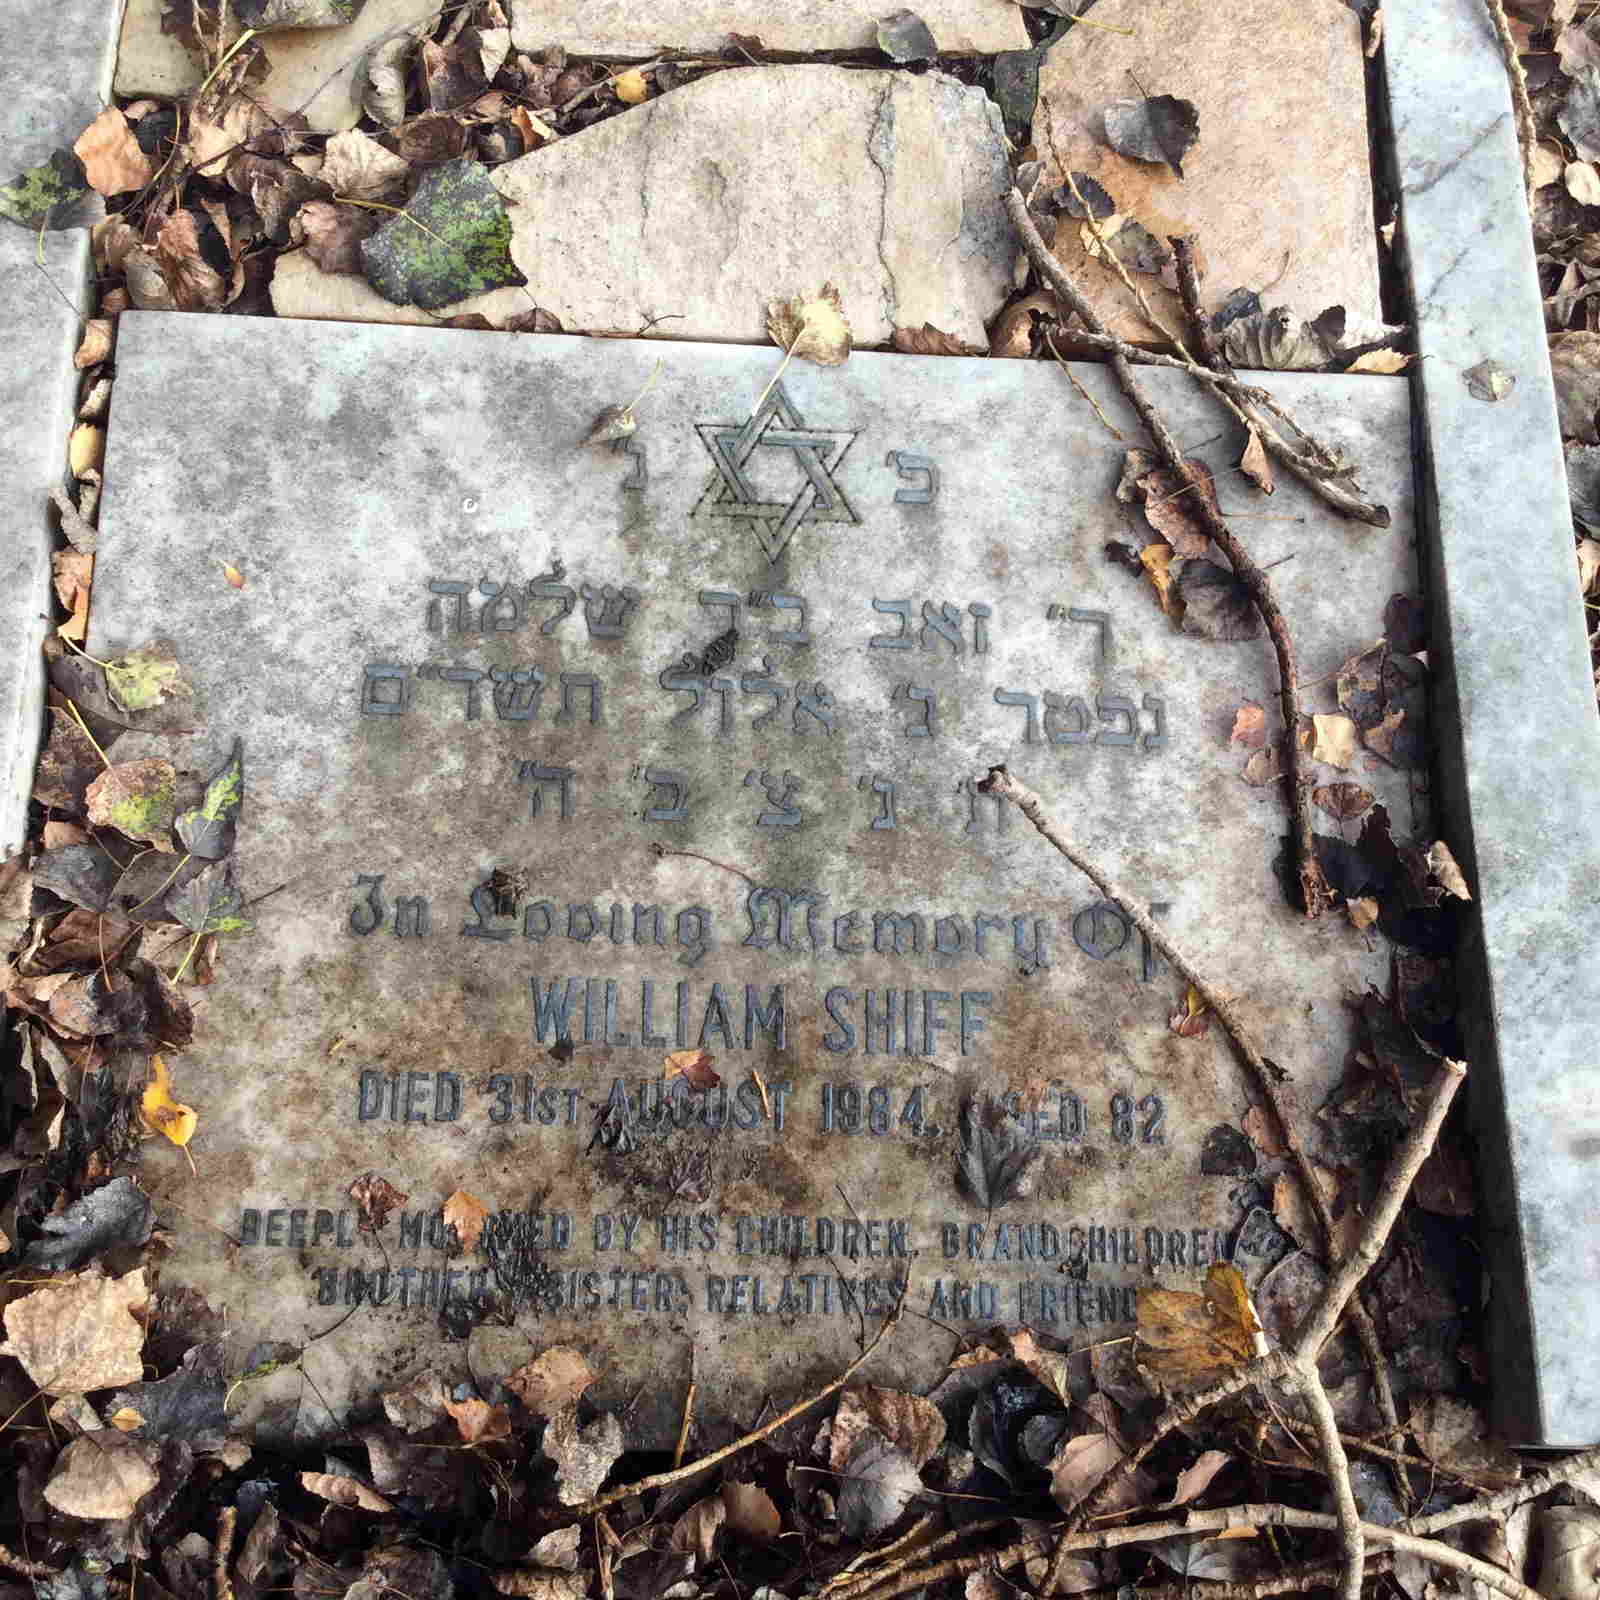 פ' נ'
ר' זאב ב"ר שלמה
נפטר ג' אלול תשד"ם
ת' נ' צ' ב' ה'
In Loving Memory Of
WILLIAM SHIFF
DIED 31ST AUGUST 1984, AGED 82
DEEPLY MOURNED BY HIS CHILDREN, GRANDCHILDREN
BROTHER SISTER, RELATIVES AND FRIENDS